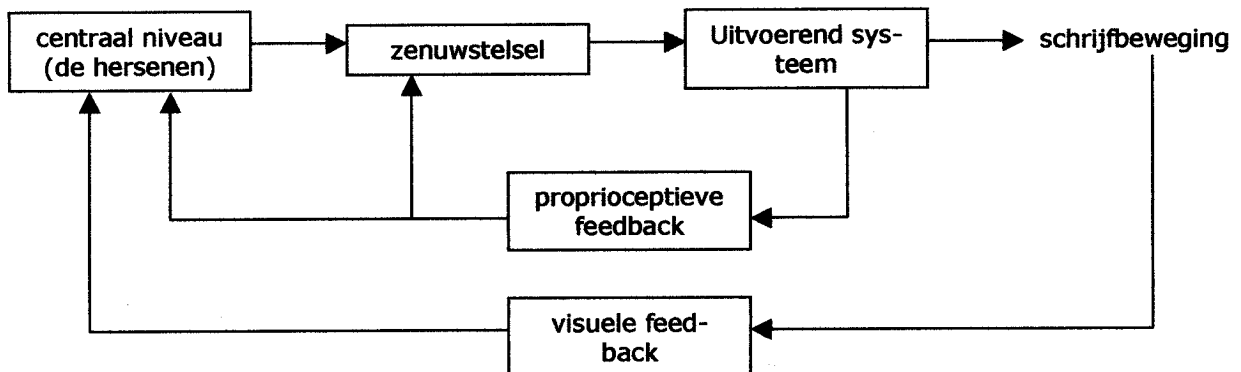 centraal niveau
(de hersenen)
zenuwstelsel
Uitvoerend sys-
teem
schrijfbeweging
proprioceptieve
feedback
visuele feed-
back